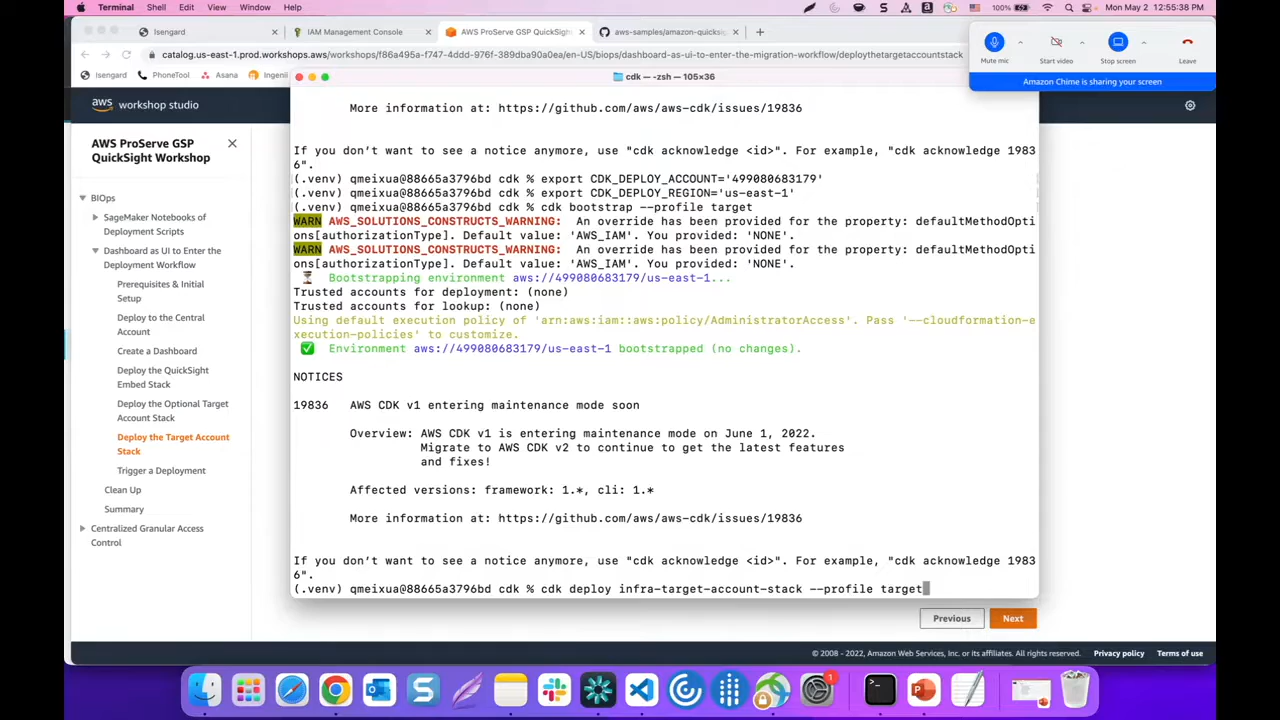 Terminal Shell Edit View Window Help
100% Mon May 2 12:55:38 PM
Isengard
IAM Management Console
AWS ProServe GSP QuickSigh
aws-samples/amazon-quicksig
catalog.us-east-1.prod.workshops.aws/workshops/f86a495a-f747-4ddd-976f-389dba90a0ea/en-US/biops/dashboard-as-ui-to-enter-the-migration-workflow/deploythetargetaccountstack
Isengard PhoneTool Asana Ingenii
Mute mic Start video Stop screen Leave
Amazon Chime is sharing your screen
aws workshop studio
cdk — -zsh — 105×36
AWS ProServe GSP
QuickSight Workshop
BIOps
SageMaker Notebooks of
Deployment Scripts
Dashboard as UI to Enter the
Deployment Workflow
Prerequisites & Initial
Setup
Deploy to the Central
Account
Create a Dashboard
Deploy the QuickSight
Embed Stack
Deploy the Optional Target
Account Stack
Deploy the Target Account
Stack
Trigger a Deployment
Clean Up
Summary
Centralized Granular Access
Control
More information at: https://github.com/aws/aws-cdk/issues/19836
If you don't want to see a notice anymore, use "cdk acknowledge <id>". For example, "cdk acknowledge 1983
6".
(.venv) qmeixua@88665a3796bd cdk % export CDK_DEPLOY_ACCOUNT='499080683179'
(.venv) qmeixua@88665a3796bd cdk % export CDK_DEPLOY_REGION='us-east-1'
(.venv) qmeixua@88665a3796bd cdk % cdk bootstrap --profile target
WARN AWS_SOLUTIONS_CONSTRUCTS_WARNING: An override has been provided for the property: defaultMethodOpti
ons[authorizationType]. Default value: 'AWS_IAM'. You provided: 'NONE'.
WARN AWS_SOLUTIONS_CONSTRUCTS_WARNING: An override has been provided for the property: defaultMethodOpti
ons[authorizationType]. Default value: 'AWS_IAM'. You provided: 'NONE'.
⏳ Bootstrapping environment aws://499080683179/us-east-1...
Trusted accounts for deployment: (none)
Trusted accounts for lookup: (none)
Using default execution policy of 'arn:aws:iam::aws:policy/AdministratorAccess'. Pass '--cloudformation-e
xecution-policies' to customize.
✅ Environment aws://499080683179/us-east-1 bootstrapped (no changes).
NOTICES
19836 AWS CDK v1 entering maintenance mode soon
Overview: AWS CDK v1 is entering maintenance mode on June 1, 2022.
Migrate to AWS CDK v2 to continue to get the latest features
and fixes!
Affected versions: framework: 1.*, cli: 1.*
More information at: https://github.com/aws/aws-cdk/issues/19836
If you don't want to see a notice anymore, use "cdk acknowledge <id>". For example, "cdk acknowledge 1983
6".
(.venv) qmeixua@88665a3796bd cdk % cdk deploy infra-target-account-stack --profile target
Previous Next
© 2008 - 2022, Amazon Web Services, Inc. or its affiliates. All rights reserved. Privacy policy Terms of use
1